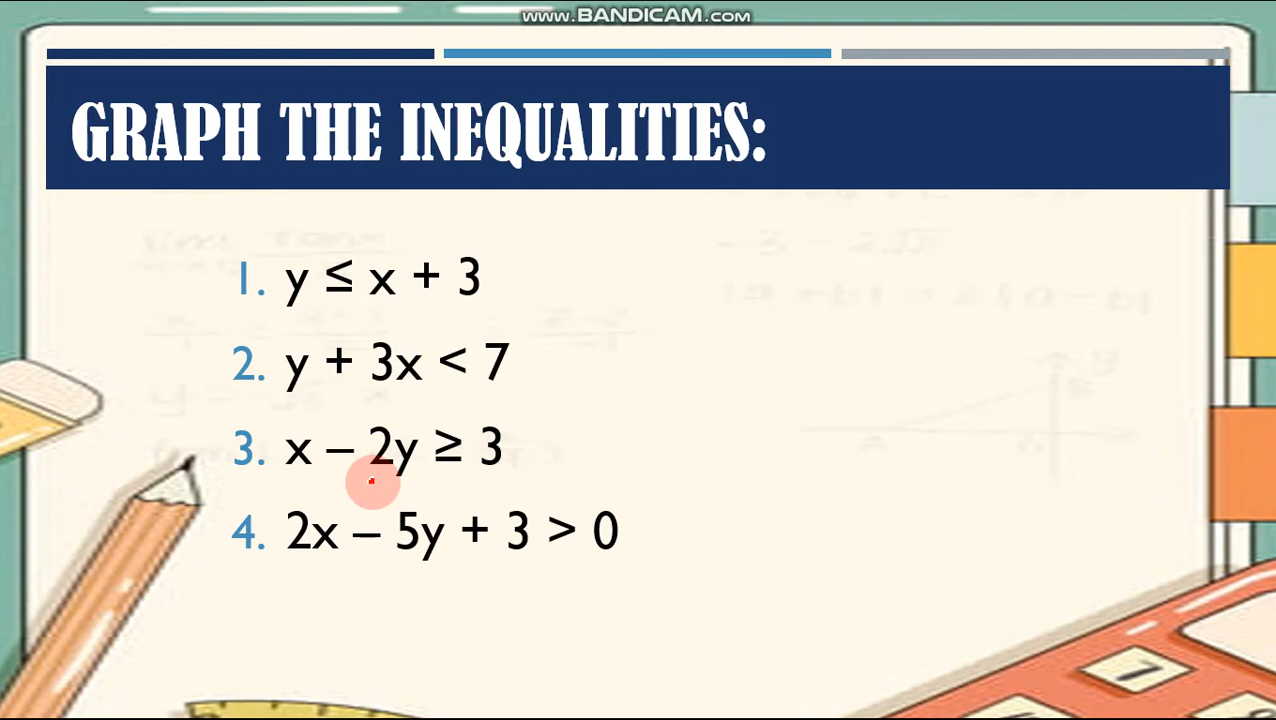 www.BANDICAM.com
GRAPH THE INEQUALITIES:
1. y ≤ x + 3
2. y + 3x < 7
3. x – 2y ≥ 3
4. 2x – 5y + 3 > 0
7